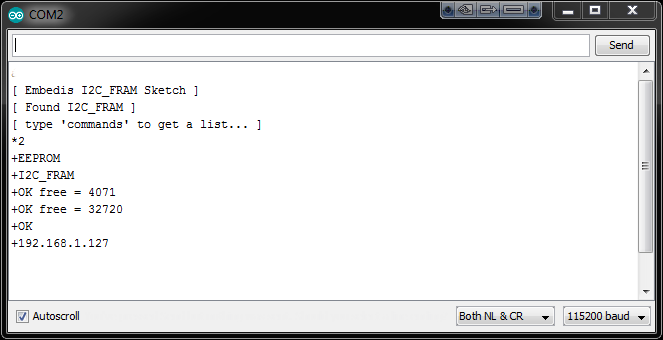 COM2
Send
[ Embedis I2C_FRAM Sketch ]
[ Found I2C_FRAM ]
[ type 'commands' to get a list... ]
*2
+EEPROM
+I2C_FRAM
+OK free = 4071
+OK free = 32720
+OK
+192.168.1.127
Autoscroll
Both NL & CR
115200 baud